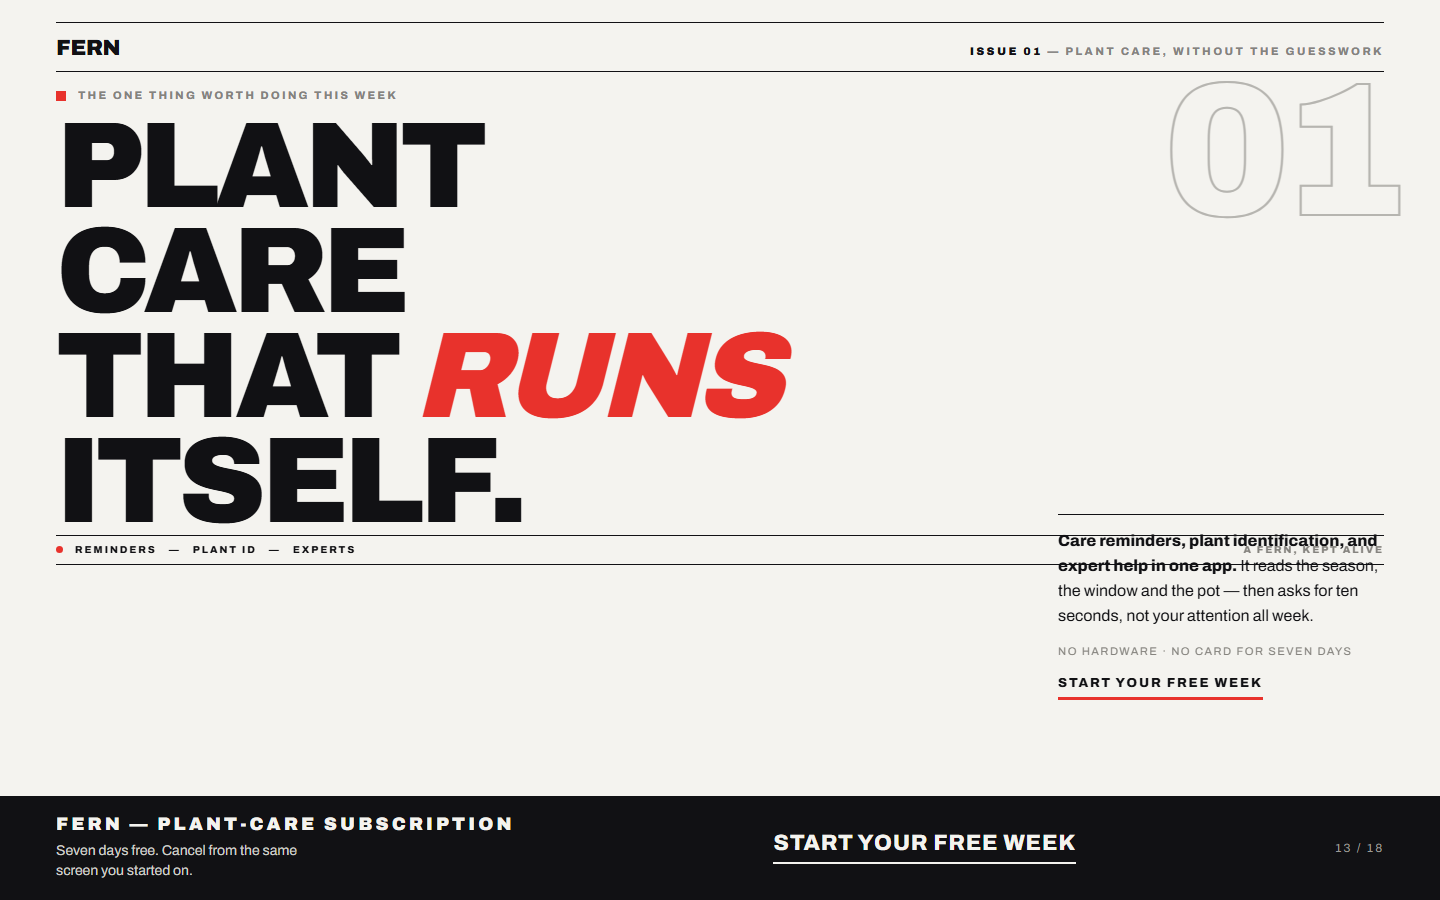 FERN
ISSUE 01 — PLANT CARE, WITHOUT THE GUESSWORK
THE ONE THING WORTH DOING THIS WEEK
01
PLANT
CARE
THAT RUNS
ITSELF.
REMINDERS — PLANT ID — EXPERTS
A FERN, KEPT ALIVE
Care reminders, plant identification, and
expert help in one app. It reads the season,
the window and the pot — then asks for ten
seconds, not your attention all week.
NO HARDWARE · NO CARD FOR SEVEN DAYS
START YOUR FREE WEEK
FERN — PLANT-CARE SUBSCRIPTION
Seven days free. Cancel from the same
screen you started on.
START YOUR FREE WEEK
13 / 18